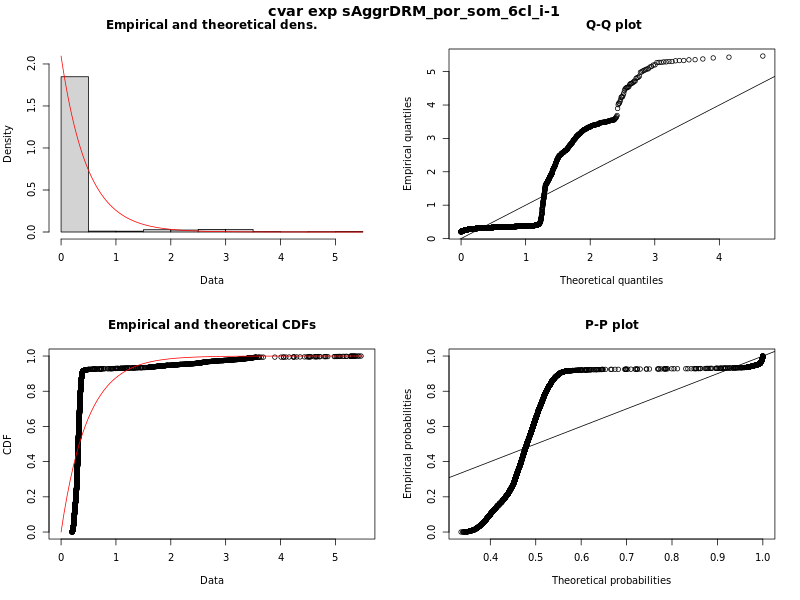 cvar exp sAggrDRM_por_som_6cl_i-1
Empirical and theoretical dens.
Density
0.0 0.5 1.0 1.5 2.0
0 1 2 3 4 5
Data
Q-Q plot
Empirical quantiles
0 1 2 3 4 5
0 1 2 3 4
Theoretical quantiles
Empirical and theoretical CDFs
CDF
0.0 0.2 0.4 0.6 0.8 1.0
0 1 2 3 4 5
Data
P-P plot
Empirical probabilities
0.0 0.2 0.4 0.6 0.8 1.0
0.4 0.5 0.6 0.7 0.8 0.9 1.0
Theoretical probabilities